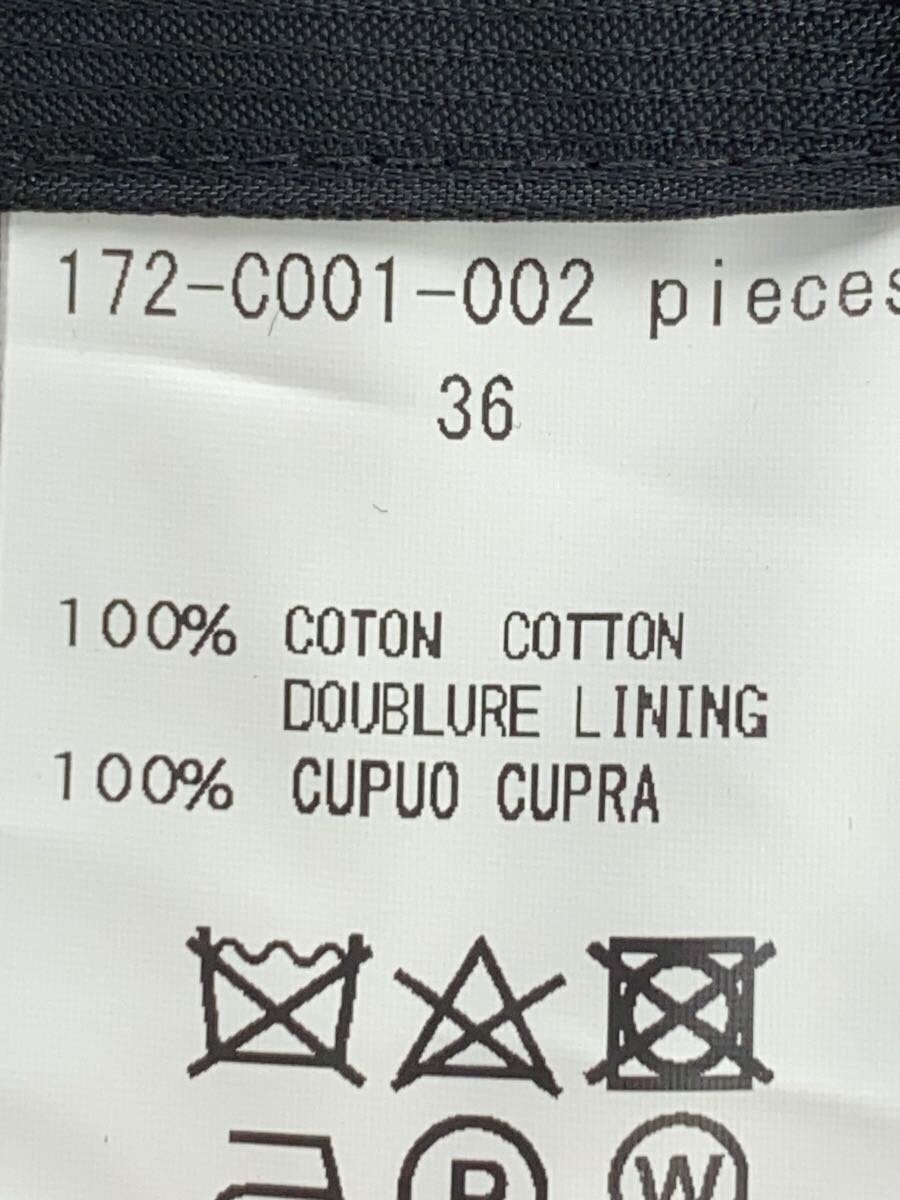 172-C001-002 pieces
36
100% COTON COTTON
DOUBLURE LINING
100% CUPUO CUPRA
P W